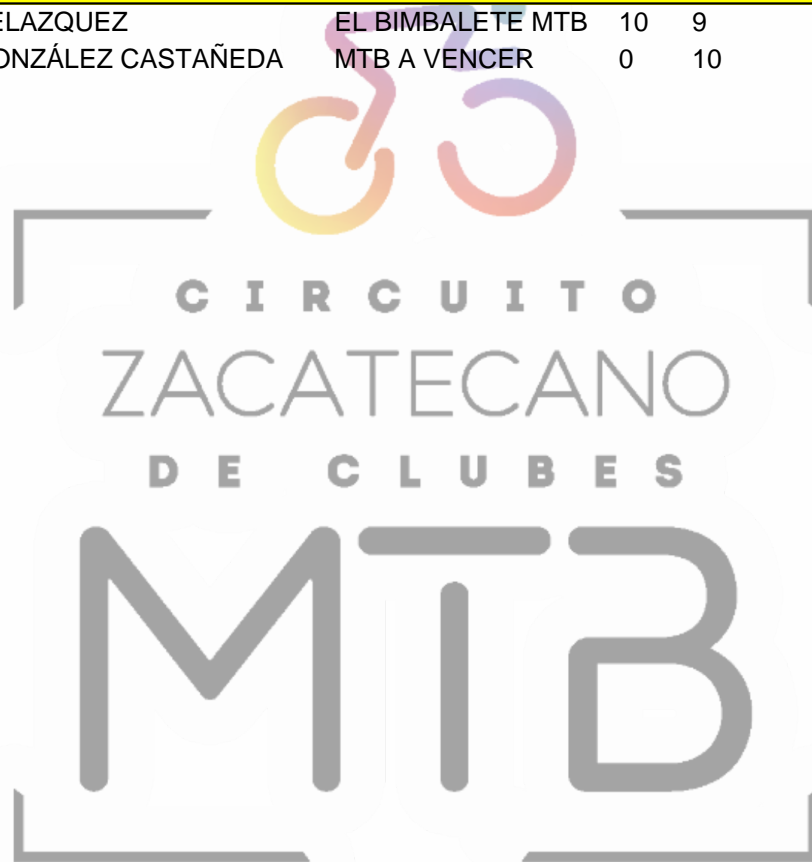 ELAZQUEZ EL BIMBALETE MTB 10 9
ONZÁLEZ CASTAÑEDA MTB A VENCER 0 10
CIRCUITO
ZACATECANO
DE CLUBES
MTB